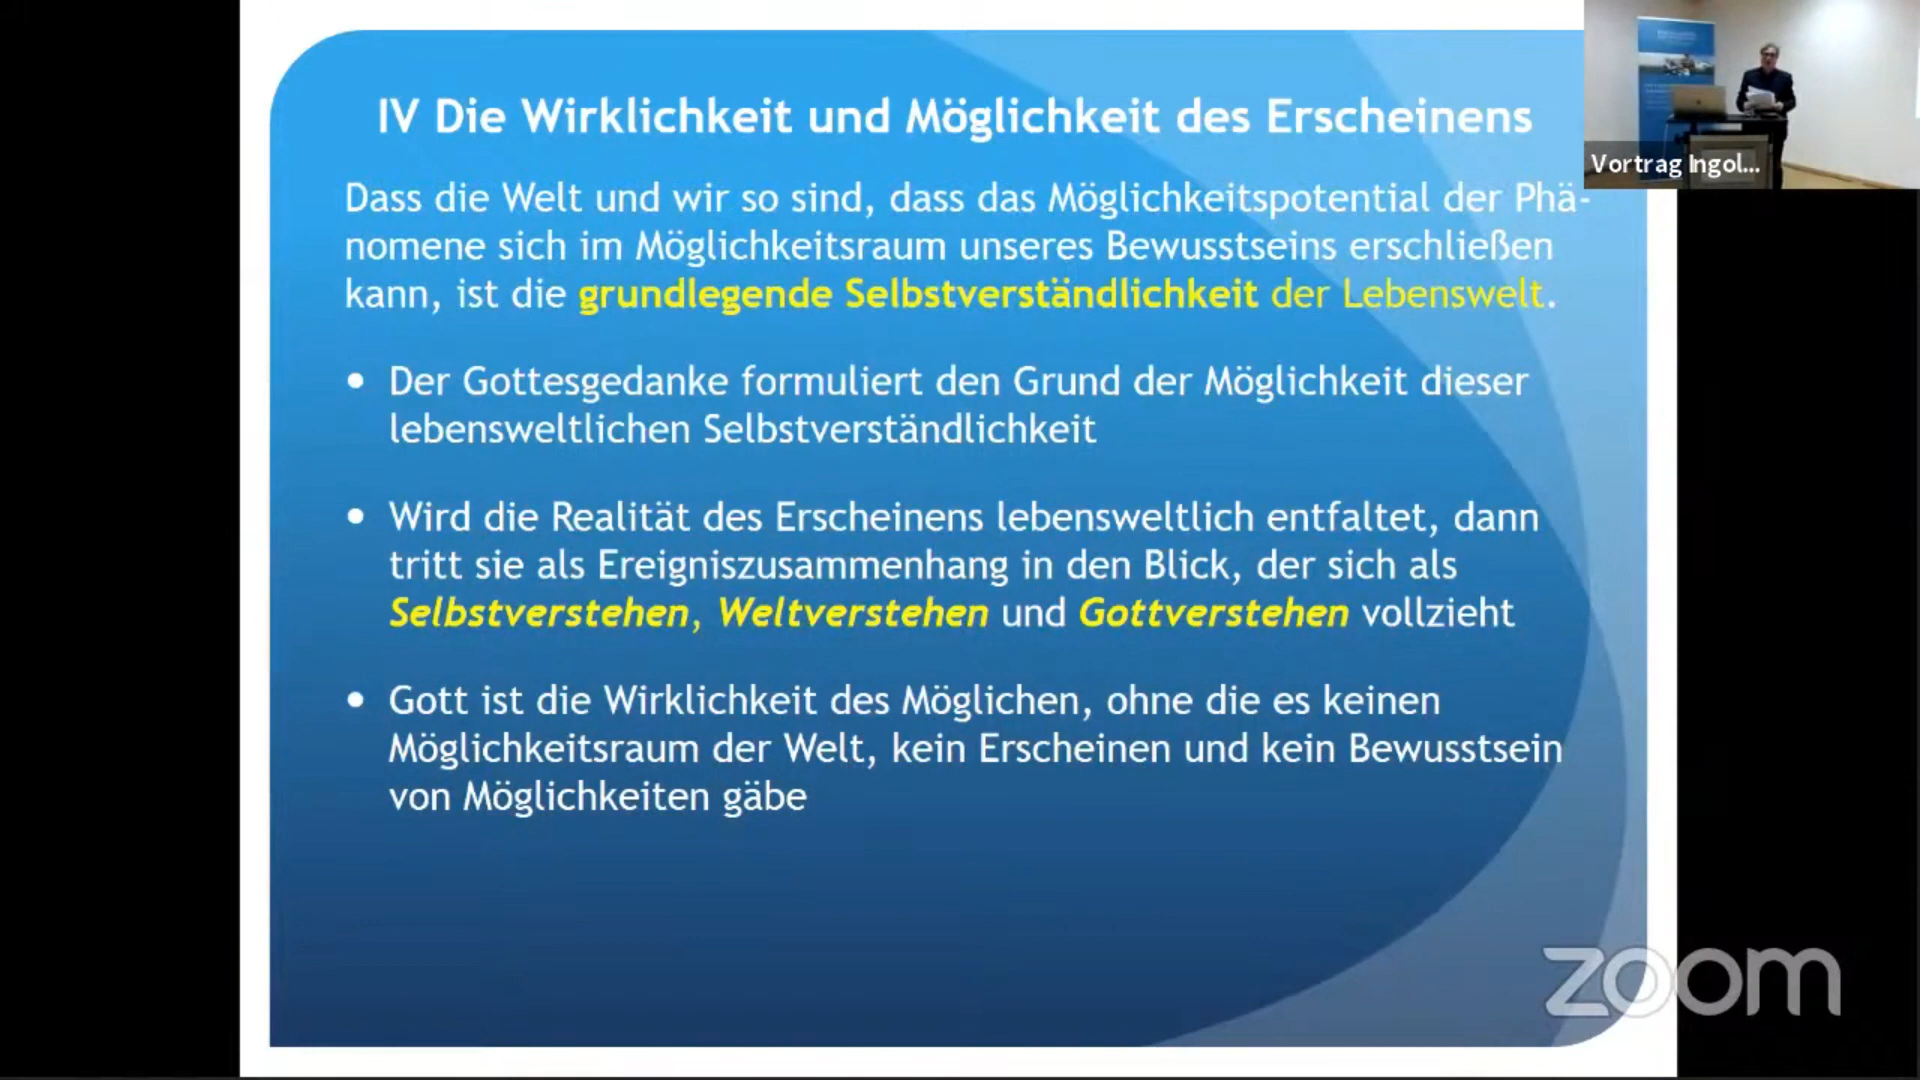 IV Die Wirklichkeit und Möglichkeit des Erscheinens
Dass die Welt und wir so sind, dass das Möglichkeitspotential der Phä-
nomene sich im Möglichkeitsraum unseres Bewusstseins erschließen
kann, ist die grundlegende Selbstverständlichkeit der Lebenswelt.
• Der Gottesgedanke formuliert den Grund der Möglichkeit dieser
lebensweltlichen Selbstverständlichkeit
• Wird die Realität des Erscheinens lebensweltlich entfaltet, dann
tritt sie als Ereigniszusammenhang in den Blick, der sich als
Selbstverstehen, Weltverstehen und Gottverstehen vollzieht
• Gott ist die Wirklichkeit des Möglichen, ohne die es keinen
Möglichkeitsraum der Welt, kein Erscheinen und kein Bewusstsein
von Möglichkeiten gäbe
Vortrag Ingol...
zoom